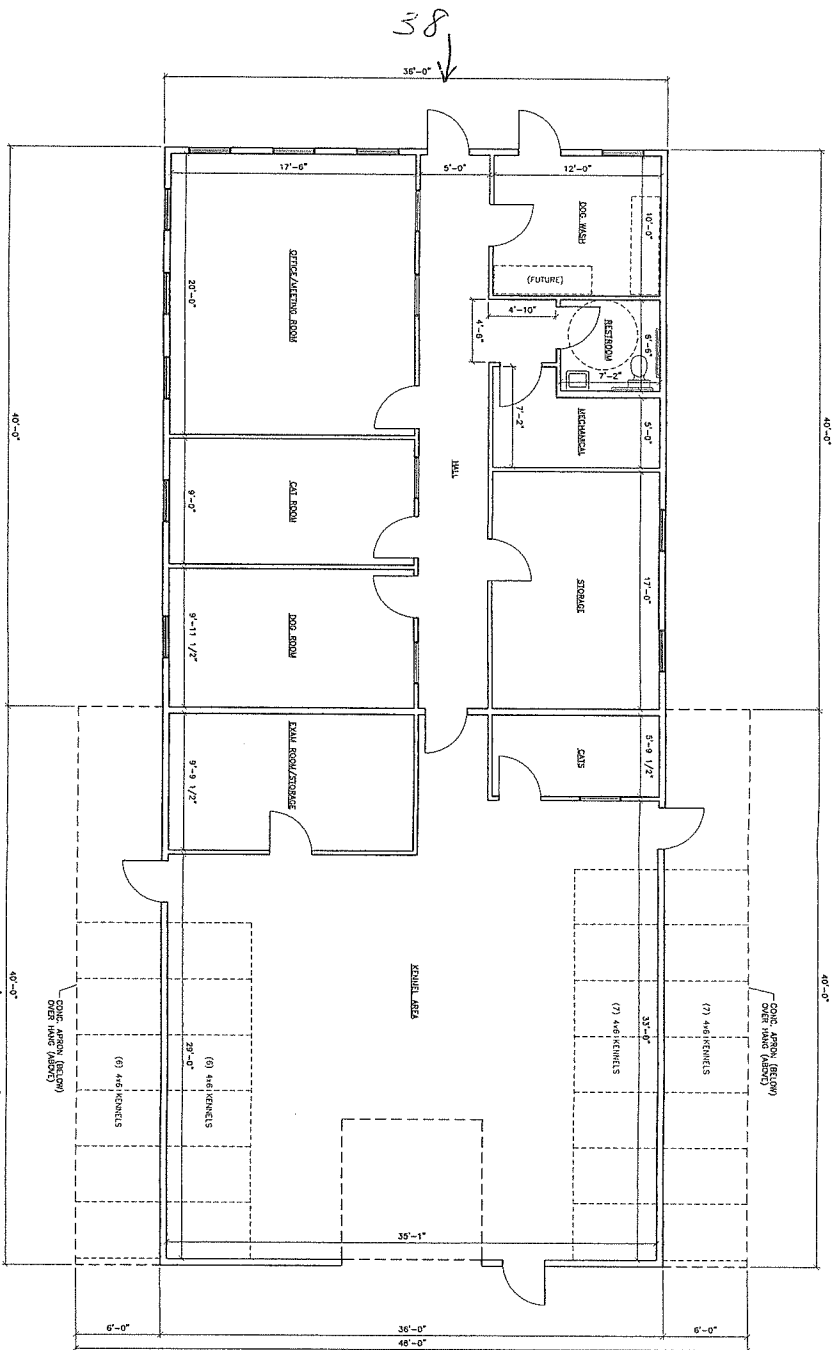 38
36'-0"
40'-0"
40'-0"
17'-6"
5'-0"
12'-0"
DOG WASH
10'-0"
(FUTURE)
OFFICE/MEETING ROOM
20'-0"
4'-10"
4'-6"
RESTROOM
6'-6"
7'-2"
7'-2"
MECHANICAL
5'-0"
HALL
CAT ROOM
9'-0"
STORAGE
17'-0"
DOG ROOM
9'-11 1/2"
EXAM ROOM/STORAGE
9'-9 1/2"
CATS
5'-9 1/2"
KENNEL AREA
40'-0"
40'-0"
CONC. APRON (BELOW)
OVER HANG (ABOVE)
(6) 4x6 KENNELS
(6) 4x6 KENNELS
29'-0"
33'-0"
(7) 4x6 KENNELS
(7) 4x6 KENNELS
CONC. APRON (BELOW)
OVER HANG (ABOVE)
35'-1"
6'-0"
36'-0"
6'-0"
48'-0"